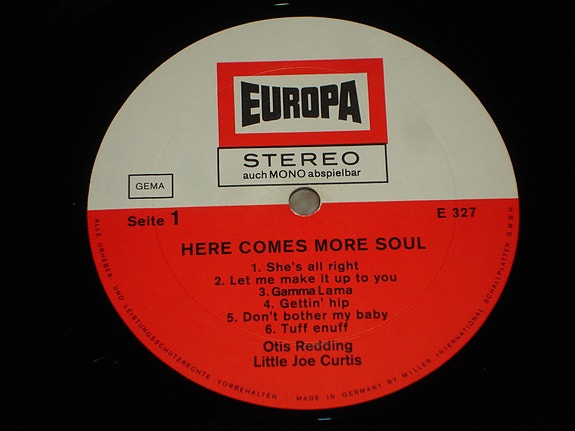 EUROPA
STEREO
auch MONO abspielbar
GEMA
Seite 1
E 327
HERE COMES MORE SOUL
1. She's all right
2. Let me make it up to you
3. Gamma Lama
4. Gettin' hip
5. Don't bother my baby
6. Tuff enuff
Otis Redding
Little Joe Curtis
ALLE URHEBER- UND LEISTUNGSSCHUTZRECHTE VORBEHALTEN · MADE IN GERMANY BY MILLER INTERNATIONAL SCHALLPLATTEN G.M.B.H.